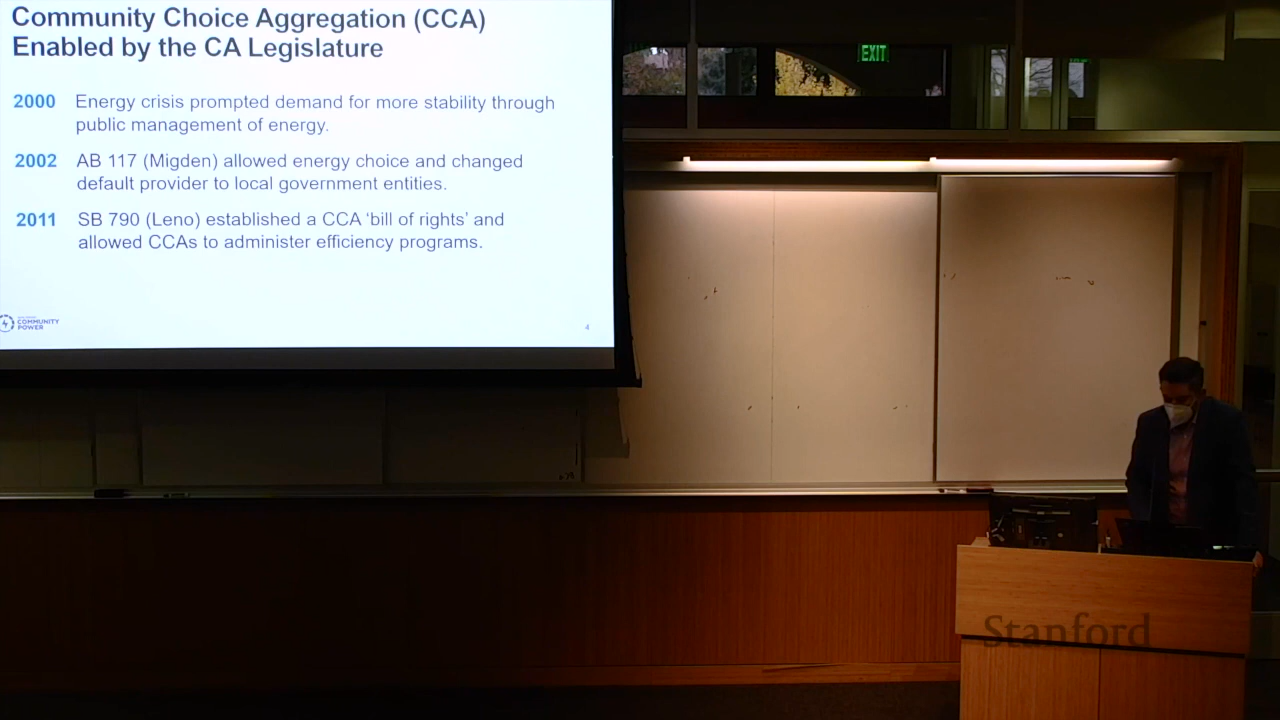 Community Choice Aggregation (CCA)
Enabled by the CA Legislature
2000 Energy crisis prompted demand for more stability through
public management of energy.
2002 AB 117 (Migden) allowed energy choice and changed
default provider to local government entities.
2011 SB 790 (Leno) established a CCA ‘bill of rights’ and
allowed CCAs to administer efficiency programs.
COMMUNITY
POWER
4
EXIT
Stanford